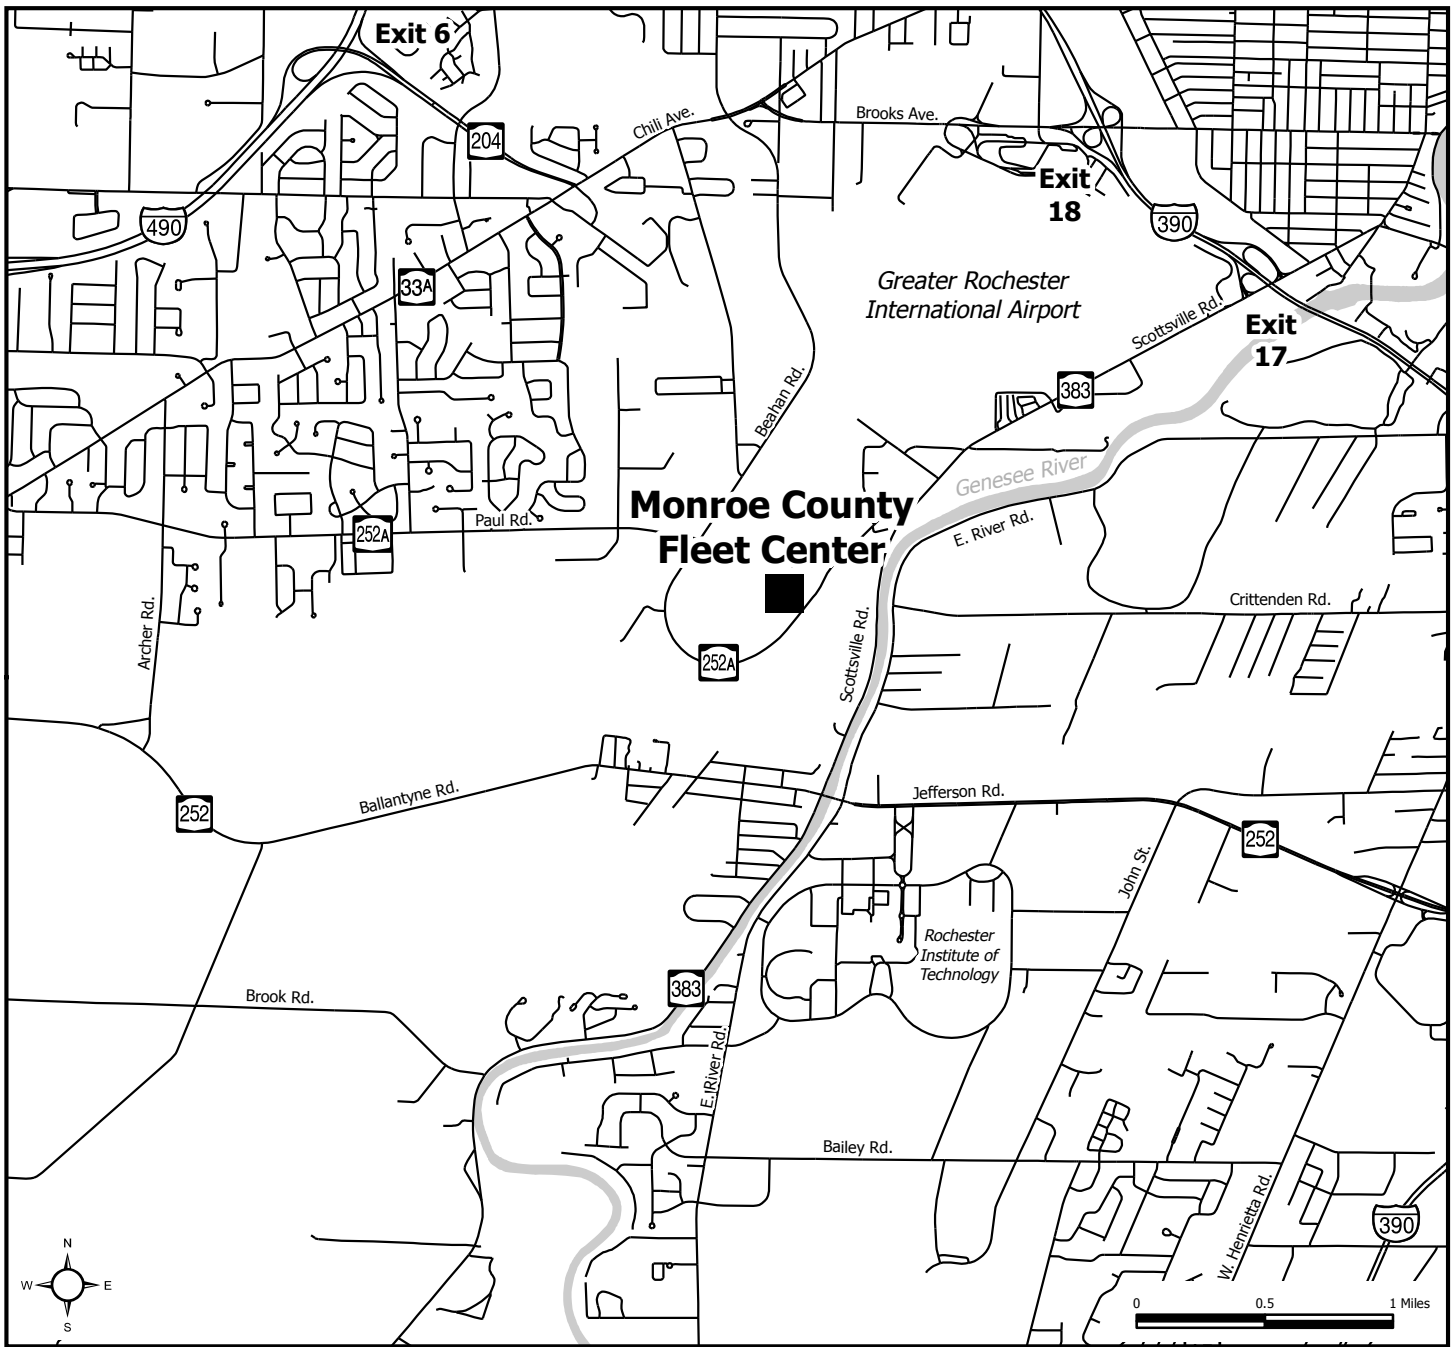 Exit 6
204
Chili Ave.
Brooks Ave.
Exit
18
490
390
33A
Greater Rochester
International Airport
Scottsville Rd.
Exit
17
383
Beahan Rd.
Genesee River
Monroe County
Fleet Center
Paul Rd.
252A
E. River Rd.
Archer Rd.
Crittenden Rd.
252A
Scottsville Rd.
252
Ballantyne Rd.
Jefferson Rd.
252
John St.
Rochester
Institute of
Technology
383
Brook Rd.
E. River Rd.
Bailey Rd.
W. Henrietta Rd.
390
N
W
E
S
0
0.5
1 Miles